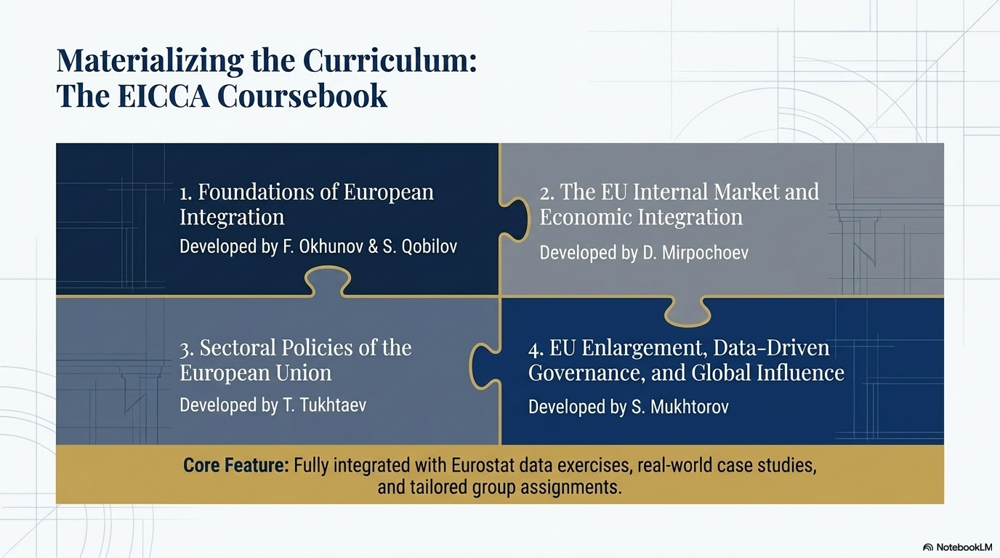 Materializing the Curriculum:
The EICCA Coursebook
1. Foundations of European
Integration
Developed by F. Okhunov & S. Qobilov
2. The EU Internal Market and
Economic Integration
Developed by D. Mirpochoev
3. Sectoral Policies of the
European Union
Developed by T. Tukhtaev
4. EU Enlargement, Data-Driven
Governance, and Global Influence
Developed by S. Mukhtorov
Core Feature: Fully integrated with Eurostat data exercises, real-world case studies,
and tailored group assignments.
NotebookLM